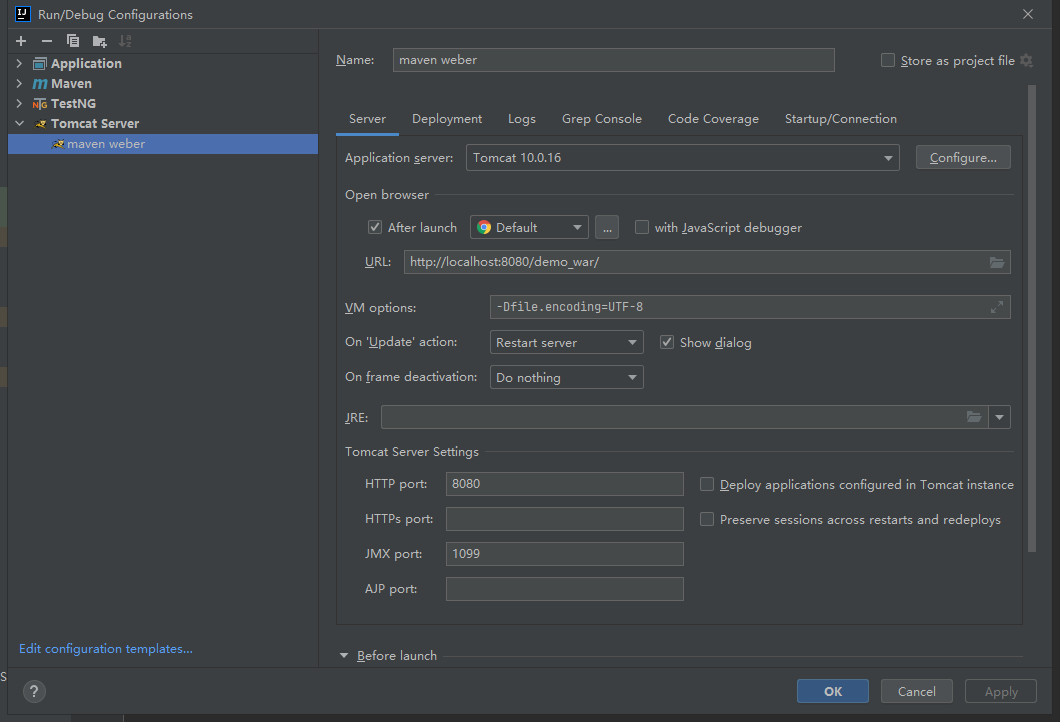 Run/Debug Configurations
Application
Maven
TestNG
Tomcat Server
maven weber
Edit configuration templates...
Name: maven weber Store as project file
Server Deployment Logs Grep Console Code Coverage Startup/Connection
Application server: Tomcat 10.0.16 Configure...
Open browser
After launch Default ... with JavaScript debugger
URL: http://localhost:8080/demo_war/
VM options: -Dfile.encoding=UTF-8
On 'Update' action: Restart server Show dialog
On frame deactivation: Do nothing
JRE:
Tomcat Server Settings
HTTP port: 8080 Deploy applications configured in Tomcat instance
HTTPs port: Preserve sessions across restarts and redeploys
JMX port: 1099
AJP port:
Before launch
? OK Cancel Apply